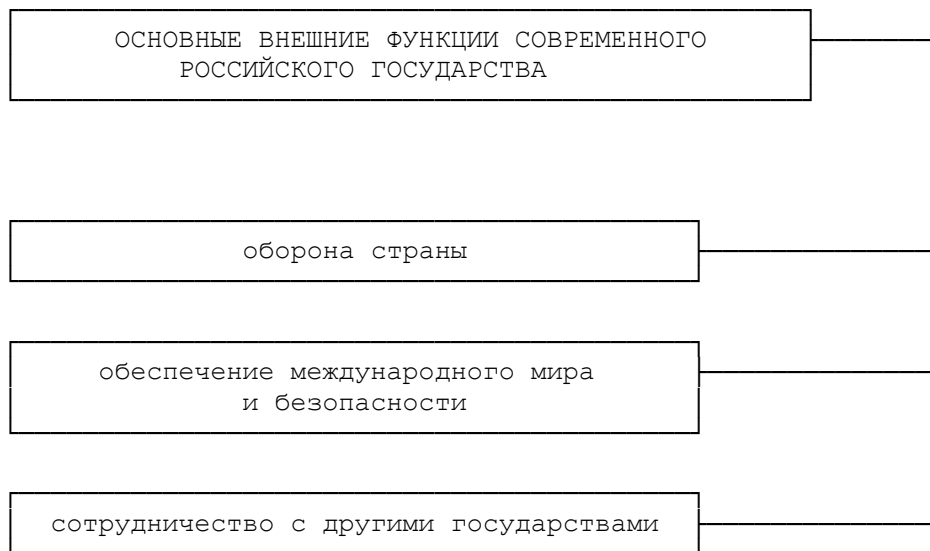 ОСНОВНЫЕ ВНЕШНИЕ ФУНКЦИИ СОВРЕМЕННОГО
РОССИЙСКОГО ГОСУДАРСТВА
оборона страны
обеспечение международного мира
и безопасности
сотрудничество с другими государствами